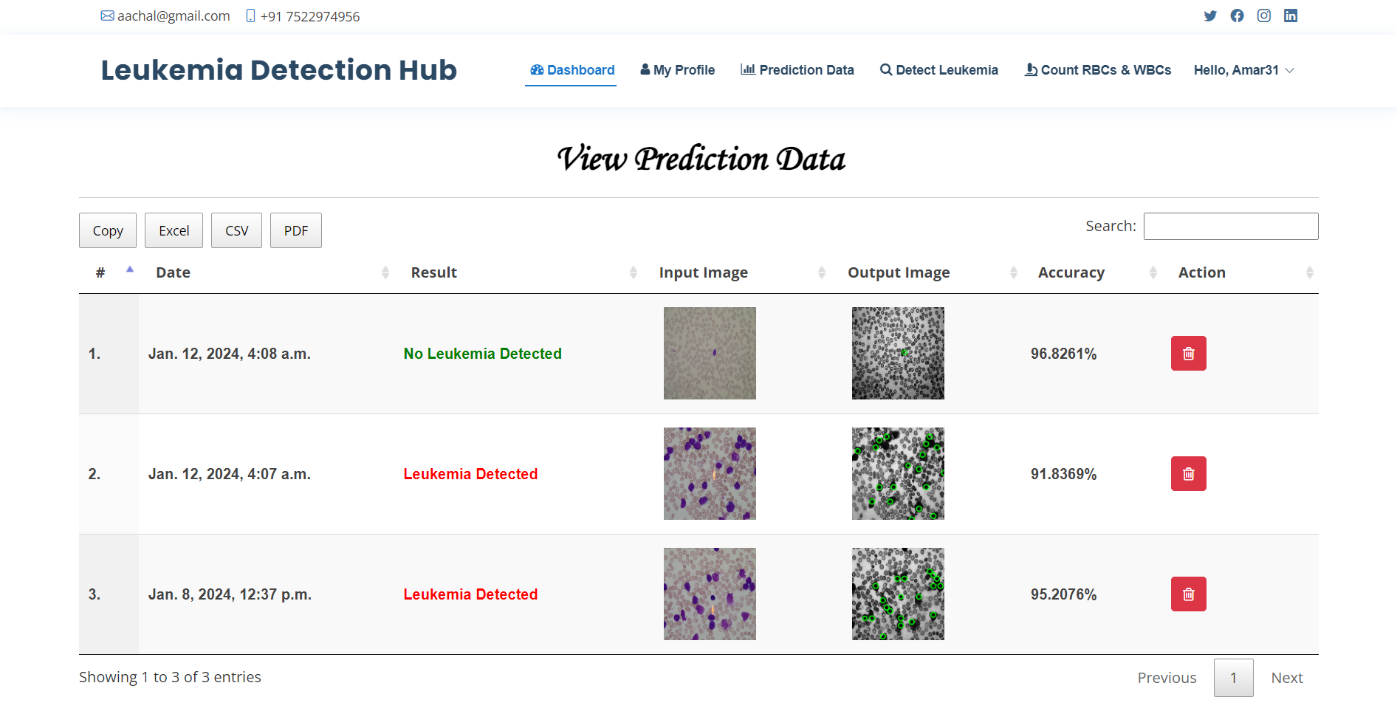 aachal@gmail.com +91 7522974956
Leukemia Detection Hub Dashboard My Profile Prediction Data Detect Leukemia Count RBCs & WBCs Hello, Amar31
View Prediction Data
Copy Excel CSV PDF Search:
# Date Result Input Image Output Image Accuracy Action
1. Jan. 12, 2024, 4:08 a.m. No Leukemia Detected 96.8261%
2. Jan. 12, 2024, 4:07 a.m. Leukemia Detected 91.8369%
3. Jan. 8, 2024, 12:37 p.m. Leukemia Detected 95.2076%
Showing 1 to 3 of 3 entries Previous 1 Next